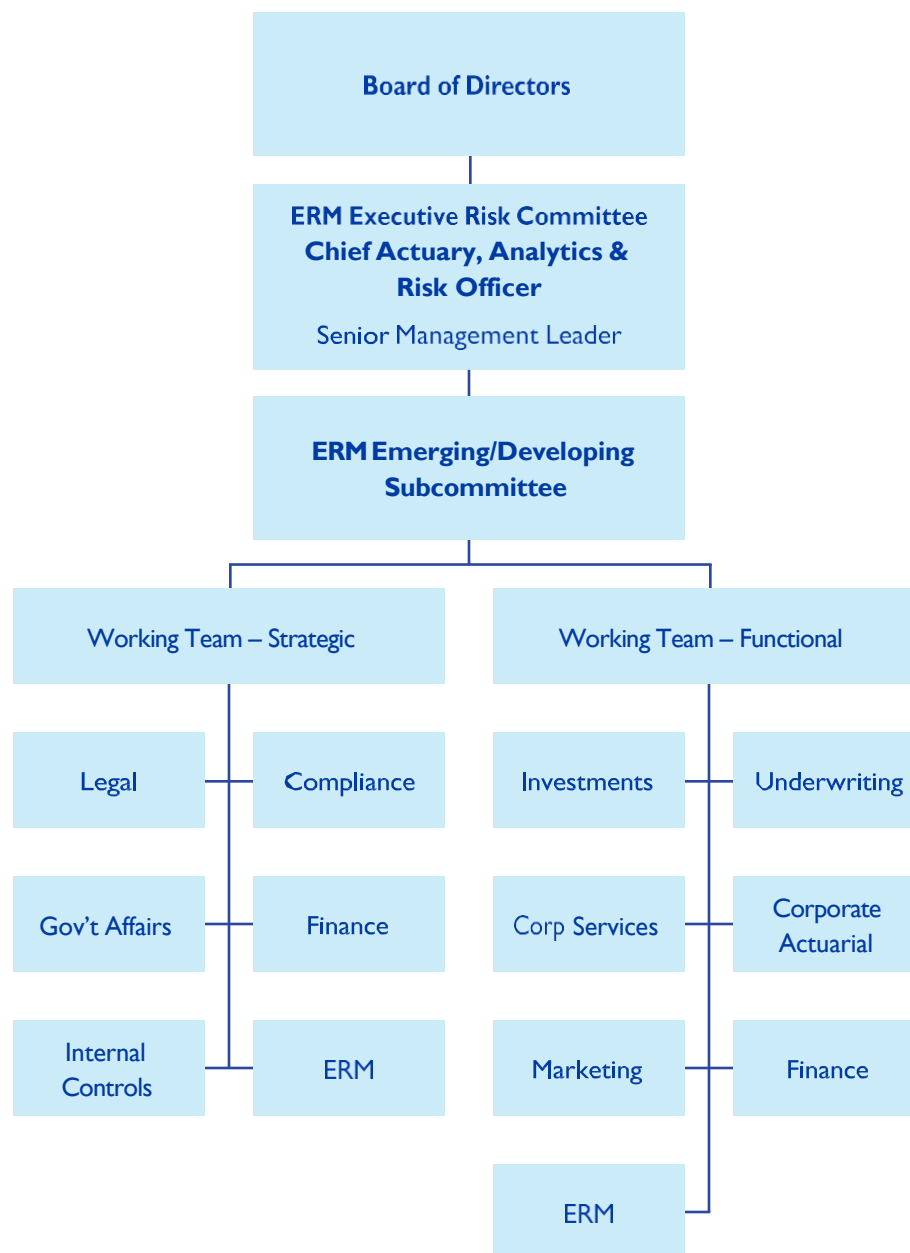 Board of Directors
ERM Executive Risk Committee
Chief Actuary, Analytics &
Risk Officer
Senior Management Leader
ERM Emerging/Developing
Subcommittee
Working Team – Strategic
Working Team – Functional
Legal
Compliance
Investments
Underwriting
Gov't Affairs
Finance
Corp Services
Corporate
Actuarial
Internal
Controls
ERM
Marketing
Finance
ERM